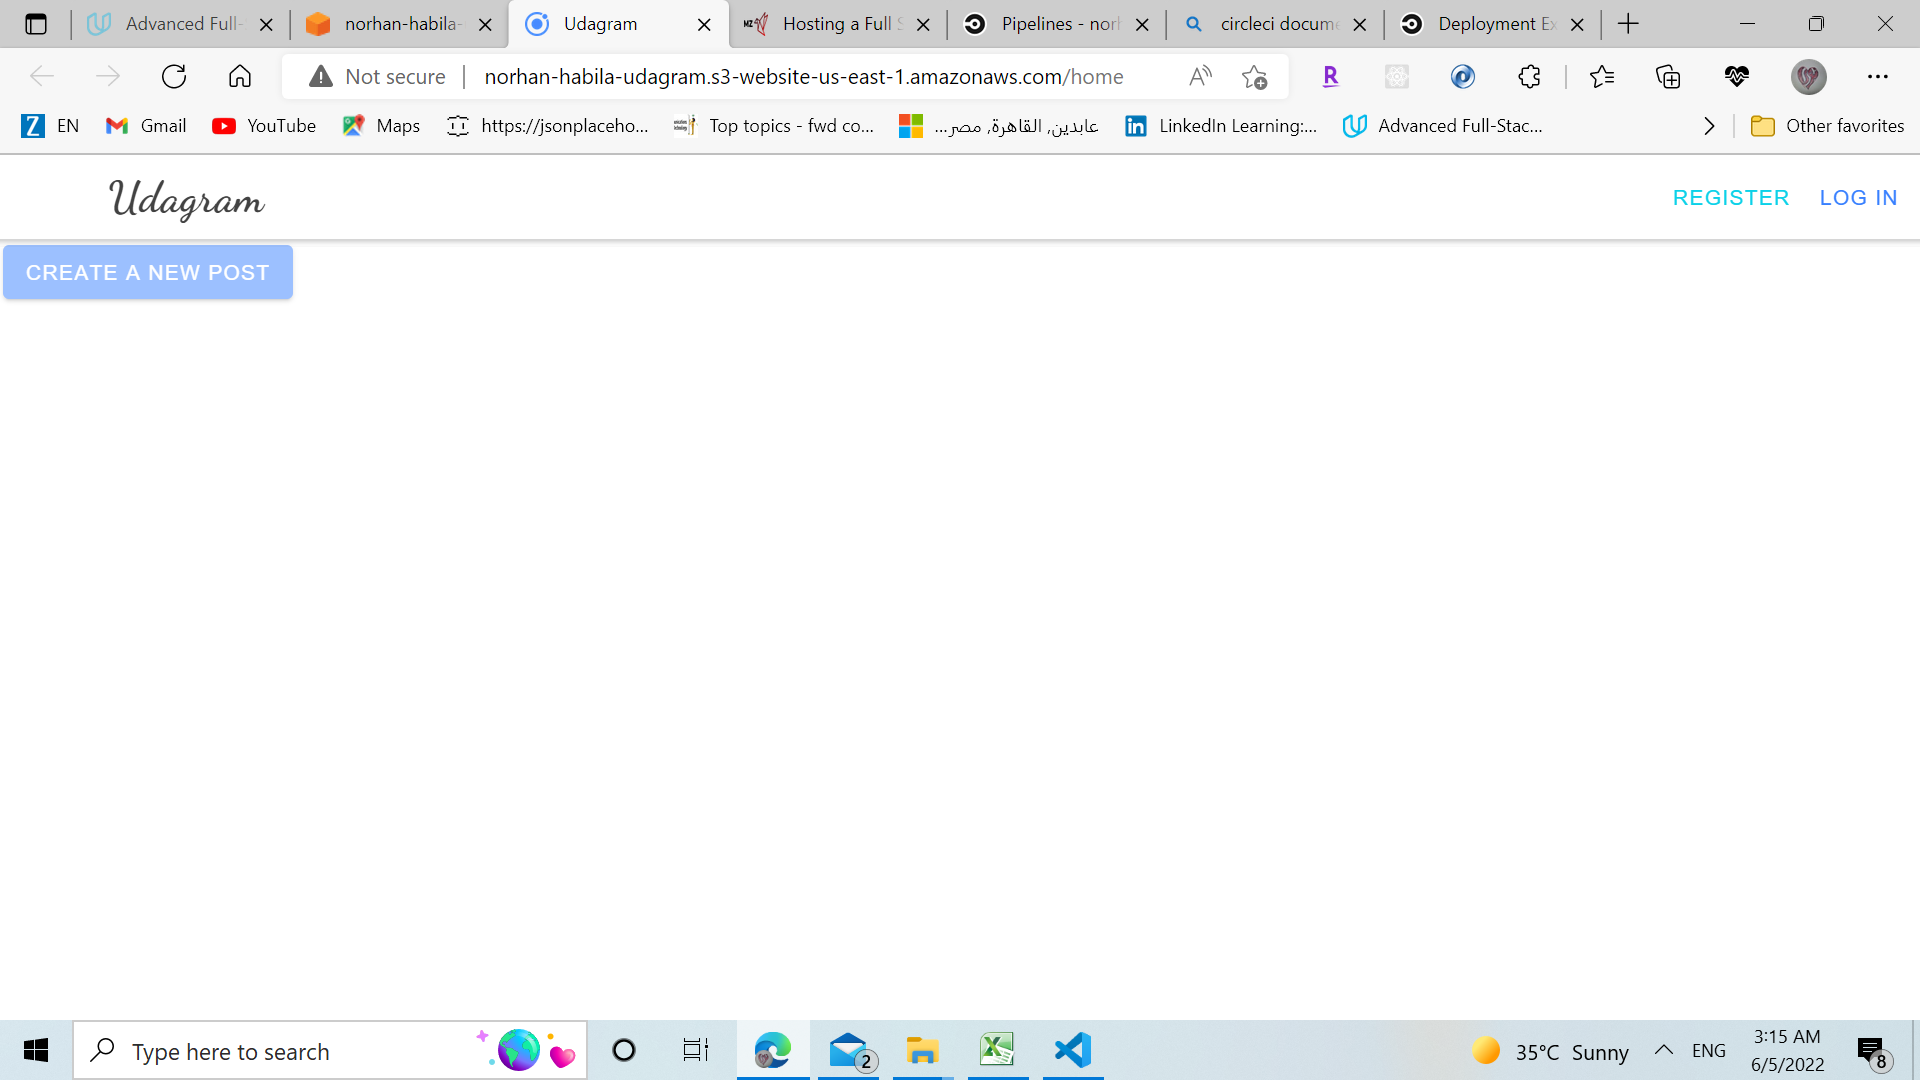 Advanced Full-
norhan-habila-
Udagram
Hosting a Full S
Pipelines - norh
circleci docume
Deployment Ex
Not secure
norhan-habila-udagram.s3-website-us-east-1.amazonaws.com/home
EN
Gmail
YouTube
Maps
https://jsonplaceho...
Top topics - fwd co...
عابدين, القاهرة, مصر...
LinkedIn Learning:...
Advanced Full-Stac...
Other favorites
Udagram
REGISTER
LOG IN
CREATE A NEW POST
Type here to search
2
35°C Sunny
ENG
3:15 AM
6/5/2022
8